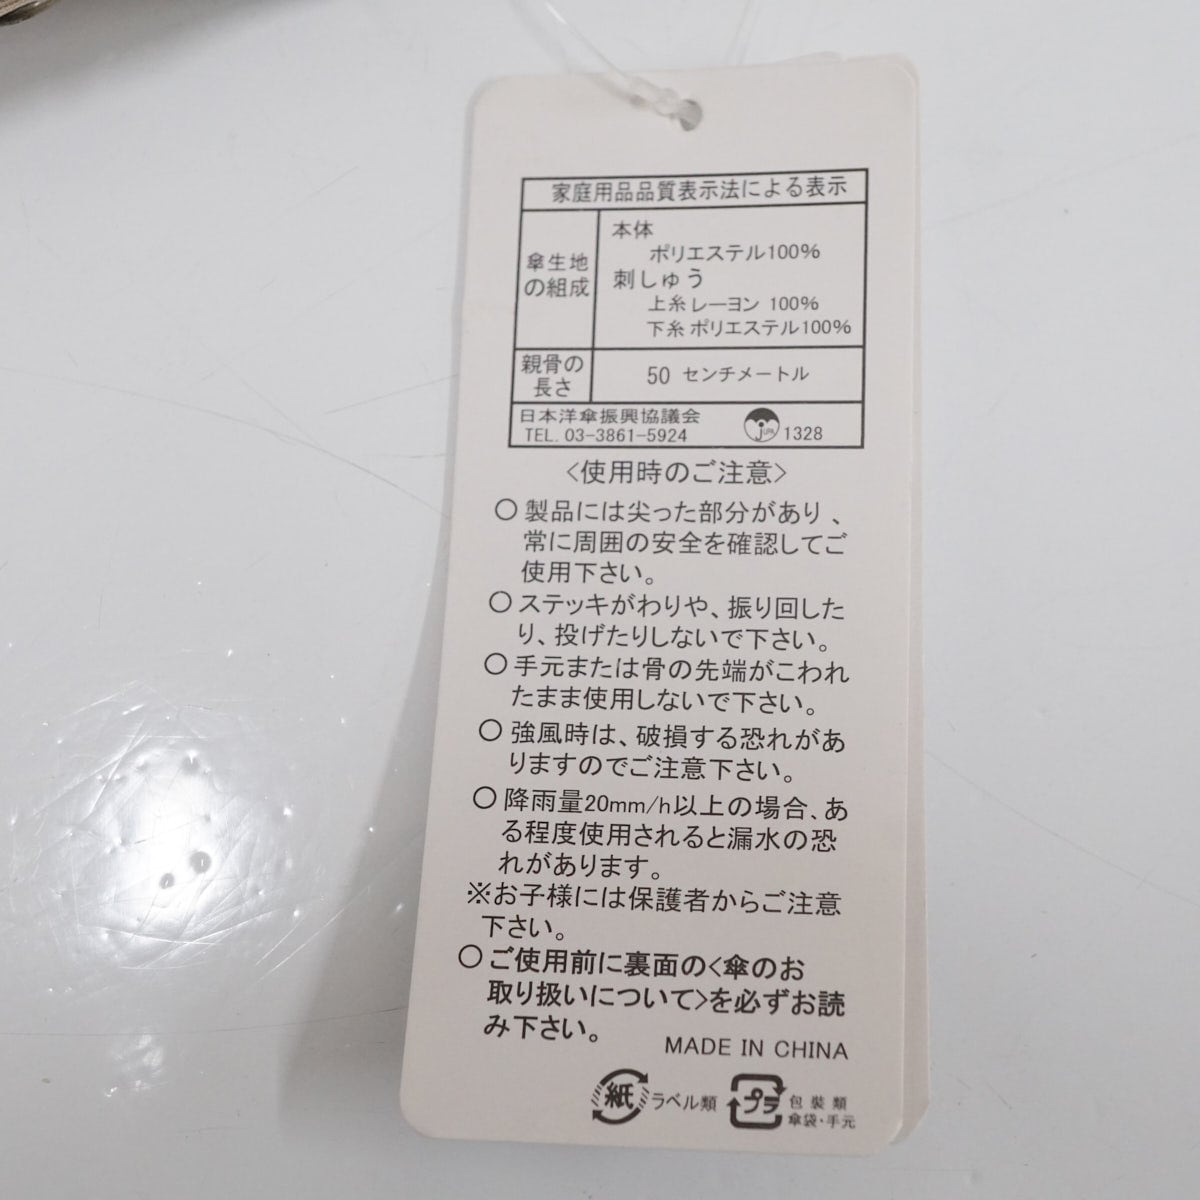 家庭用品品質表示法による表示
傘生地
の組成
本体
ポリエステル100%
刺しゅう
上糸 レーヨン 100%
下糸 ポリエステル100%
親骨の
長さ
50 センチメートル
日本洋傘振興協議会
TEL. 03-3861-5924
1328
<使用時のご注意>
○ 製品には尖った部分があり、
常に周囲の安全を確認してご
使用下さい。
○ ステッキがわりや、振り回した
り、投げたりしないで下さい。
○ 手元または骨の先端がこわれ
たまま使用しないで下さい。
○ 強風時は、破損する恐れがあ
りますのでご注意下さい。
○ 降雨量20mm/h以上の場合、あ
る程度使用されると漏水の恐
れがあります。
※お子様には保護者からご注意
下さい。
○ ご使用前に裏面の<傘のお
取り扱いについて>を必ずお読
み下さい。
MADE IN CHINA
紙 ラベル類
プラ 包装類
傘袋・手元